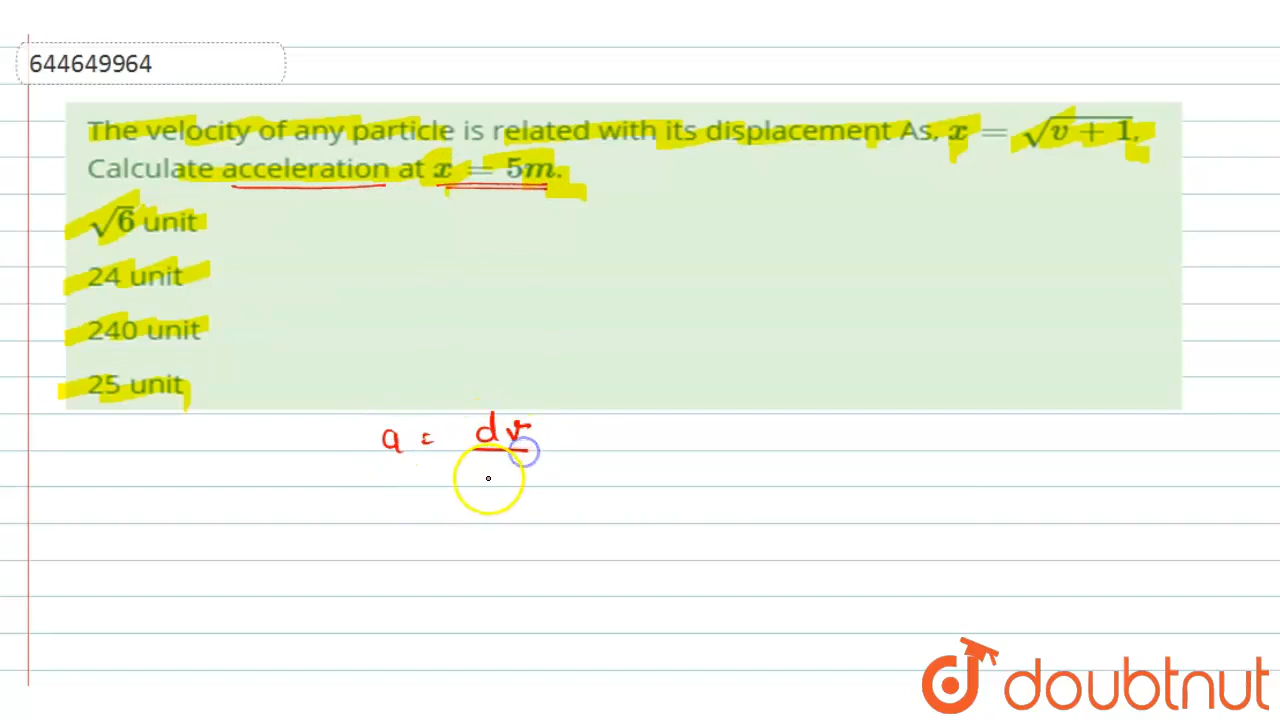 644649964
The velocity of any particle is related with its displacement As, x = √(v + 1),
Calculate acceleration at x = 5m.
√6 unit
24 unit
240 unit
25 unit
a = dv
doubtnut